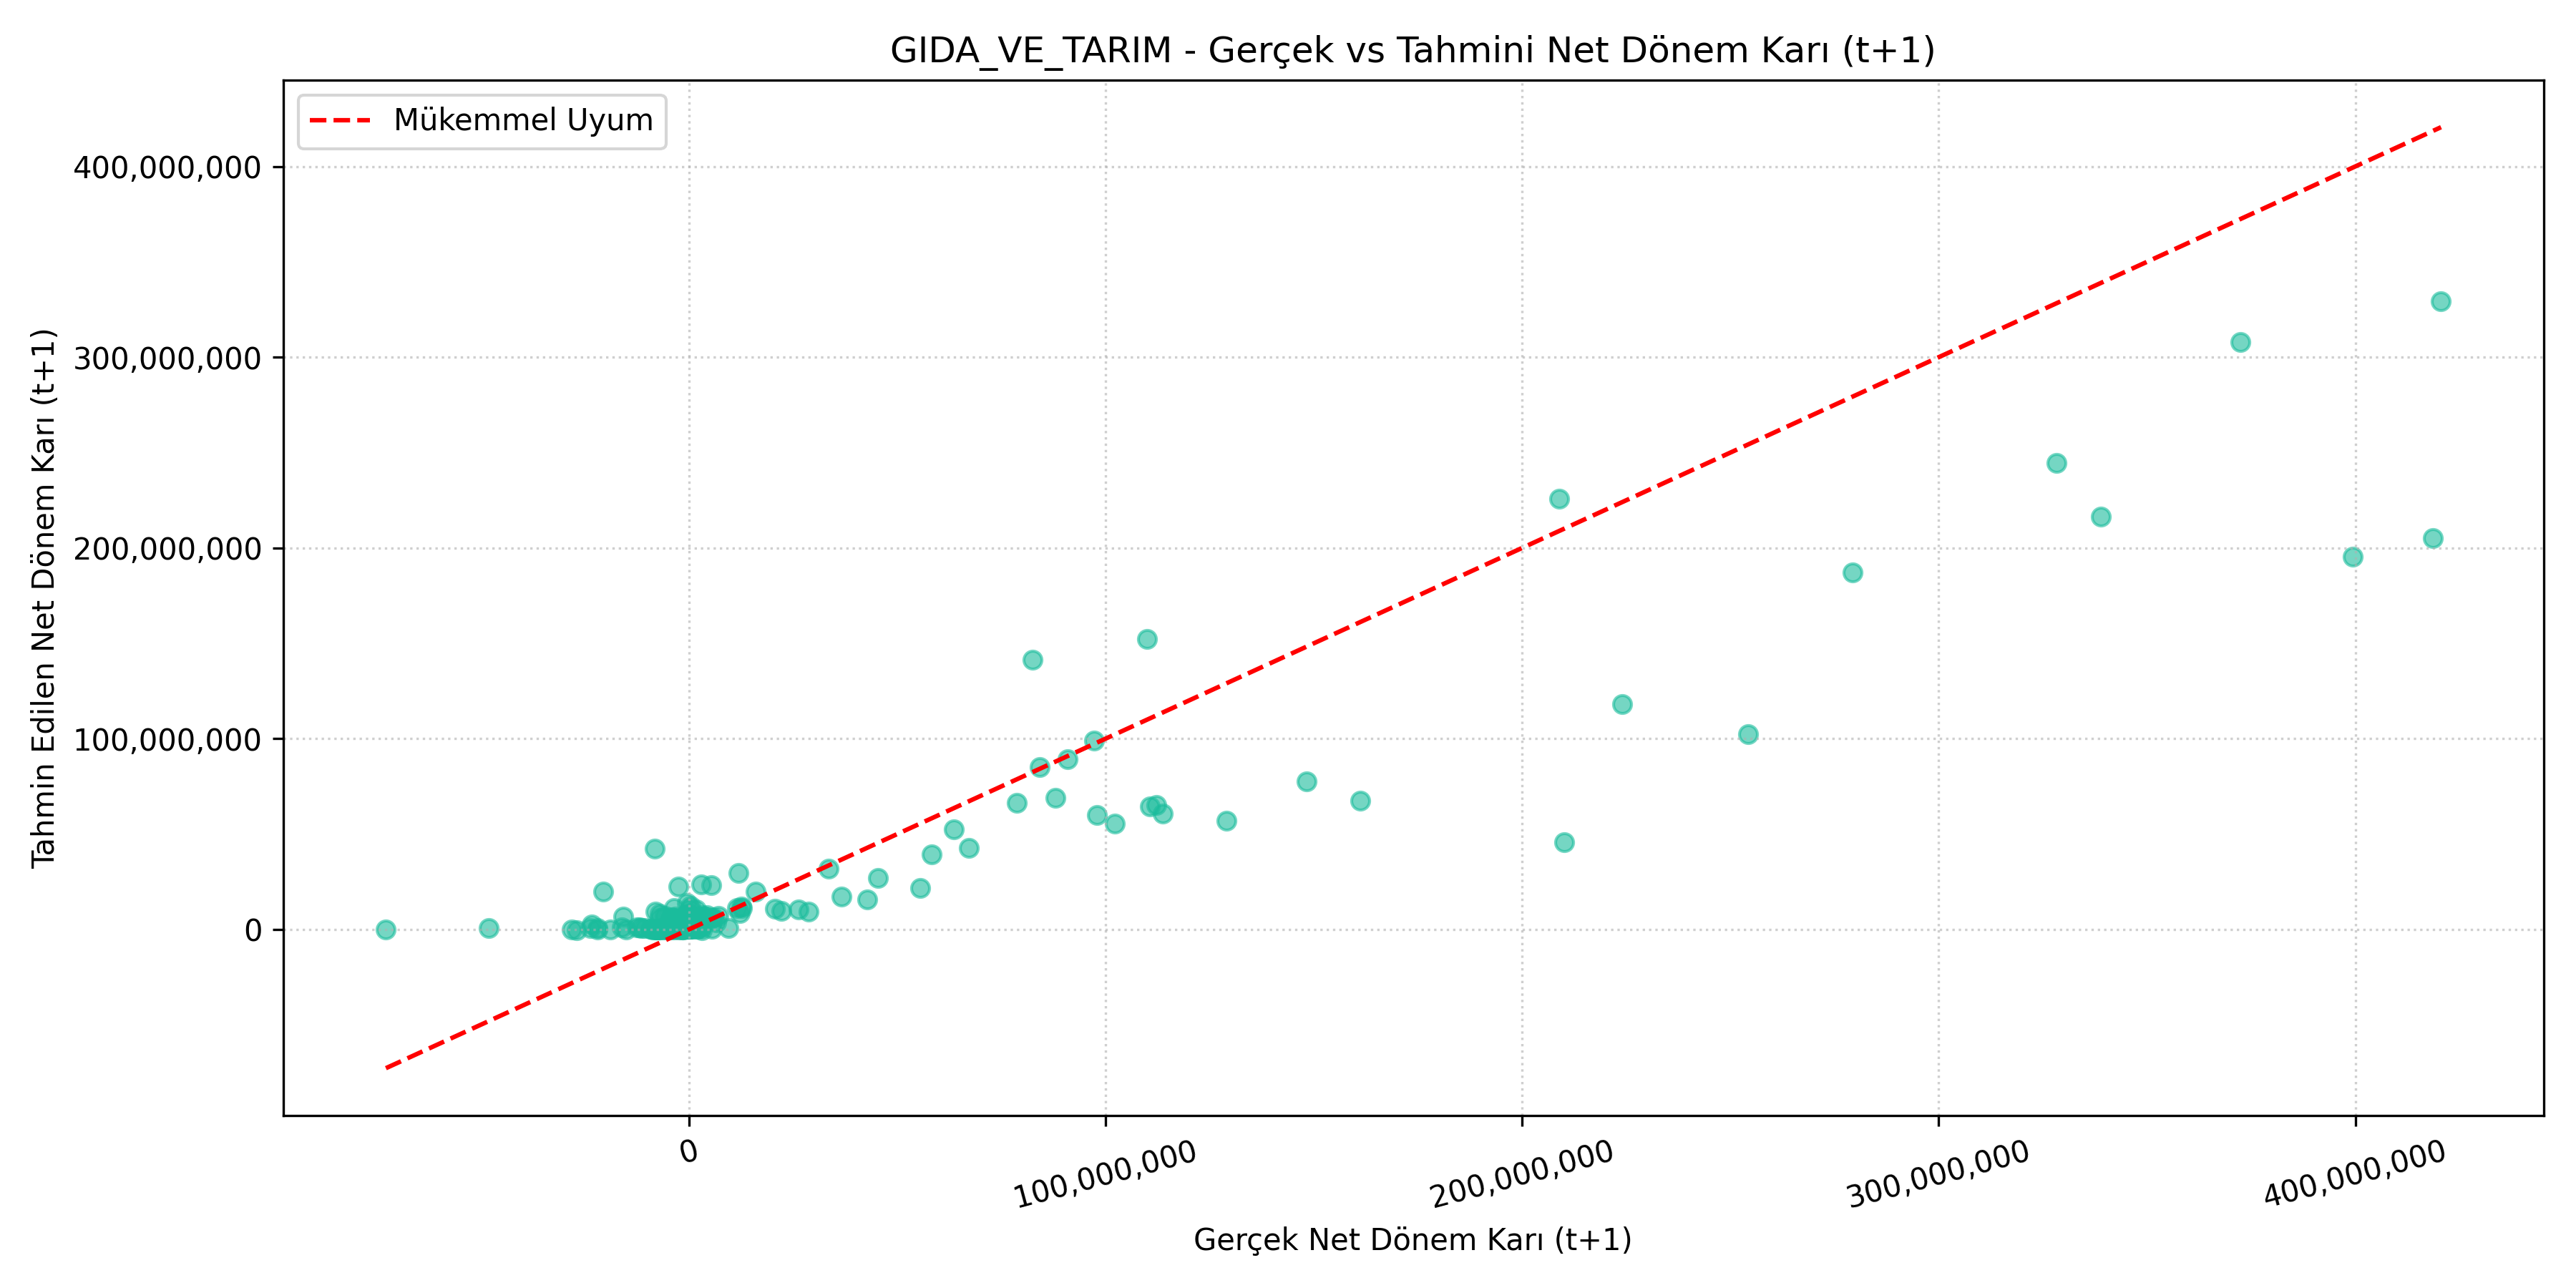 GIDA_VE_TARIM - Gerçek vs Tahmini Net Dönem Karı (t+1)
Mükemmel Uyum
Tahmin Edilen Net Dönem Karı (t+1)
400,000,000
300,000,000
200,000,000
100,000,000
0
0
100,000,000
200,000,000
300,000,000
400,000,000
Gerçek Net Dönem Karı (t+1)